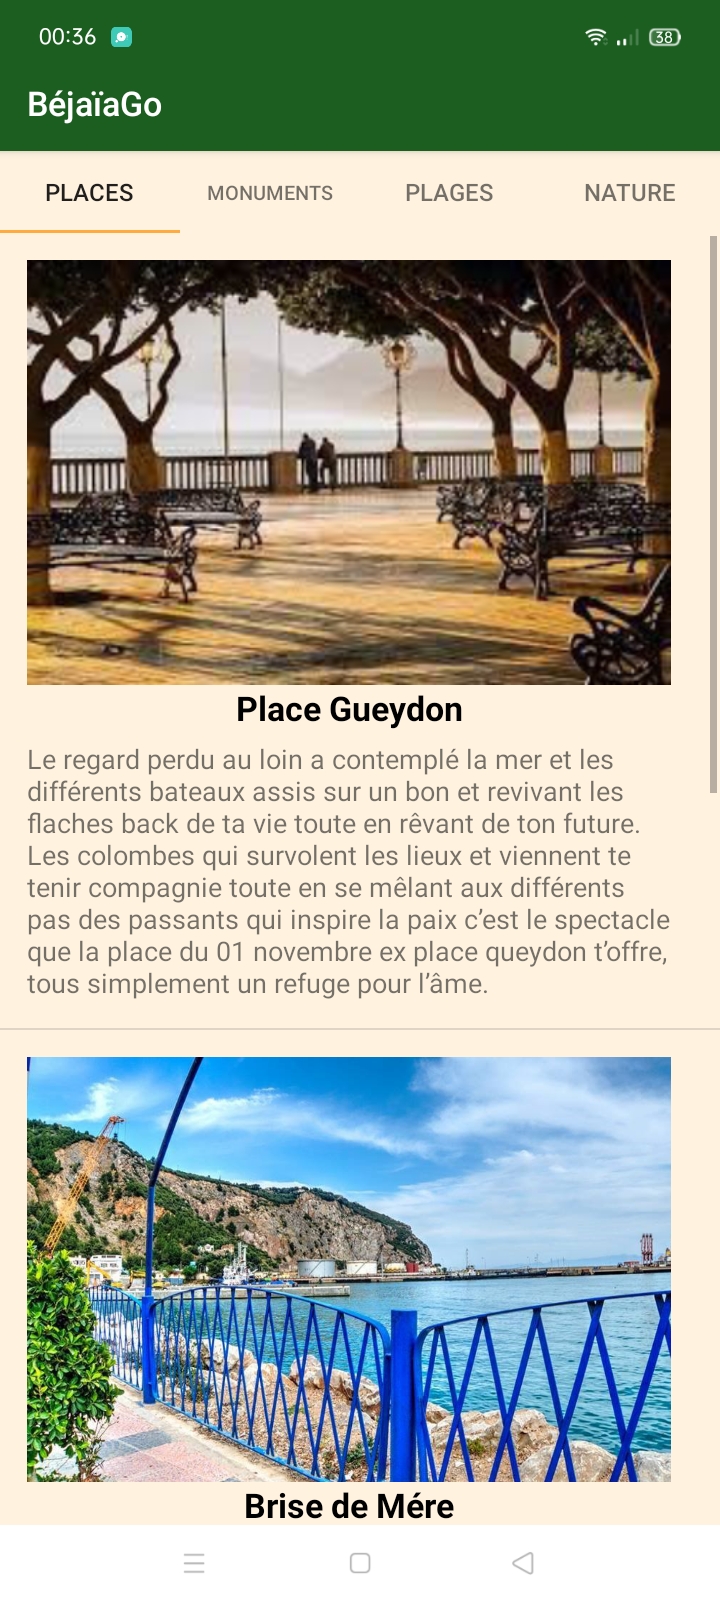 00:36
38
BéjaïaGo
PLACES MONUMENTS PLAGES NATURE
Place Gueydon
Le regard perdu au loin a contemplé la mer et les
différents bateaux assis sur un bon et revivant les
flaches back de ta vie toute en rêvant de ton future.
Les colombes qui survolent les lieux et viennent te
tenir compagnie toute en se mêlant aux différents
pas des passants qui inspire la paix c’est le spectacle
que la place du 01 novembre ex place queydon t’offre,
tous simplement un refuge pour l’âme.
Brise de Mére